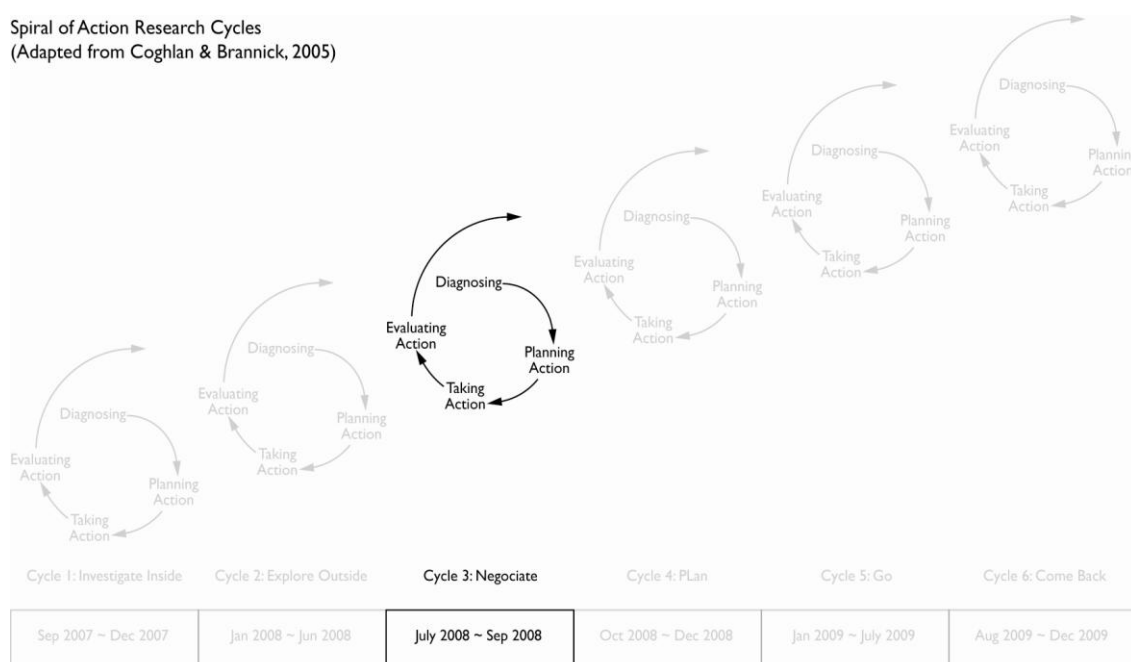 Spiral of Action Research Cycles
(Adapted from Coghlan & Brannick, 2005)
Diagnosing
Planning
Action
Taking
Action
Evaluating
Action
Diagnosing
Planning
Action
Taking
Action
Evaluating
Action
Diagnosing
Planning
Action
Taking
Action
Evaluating
Action
Diagnosing
Planning
Action
Taking
Action
Evaluating
Action
Diagnosing
Planning
Action
Taking
Action
Evaluating
Action
Diagnosing
Plannin
Action
Taking
Action
Evaluating
Action
Cycle 1: Investigate Inside
Cycle 2: Explore Outside
Cycle 3: Negociate
Cycle 4: PLan
Cycle 5: Go
Cycle 6: Come Back
Sep 2007 ~ Dec 2007
Jan 2008 ~ Jun 2008
July 2008 ~ Sep 2008
Oct 2008 ~ Dec 2008
Jan 2009 ~ July 2009
Aug 2009 ~ Dec 2009